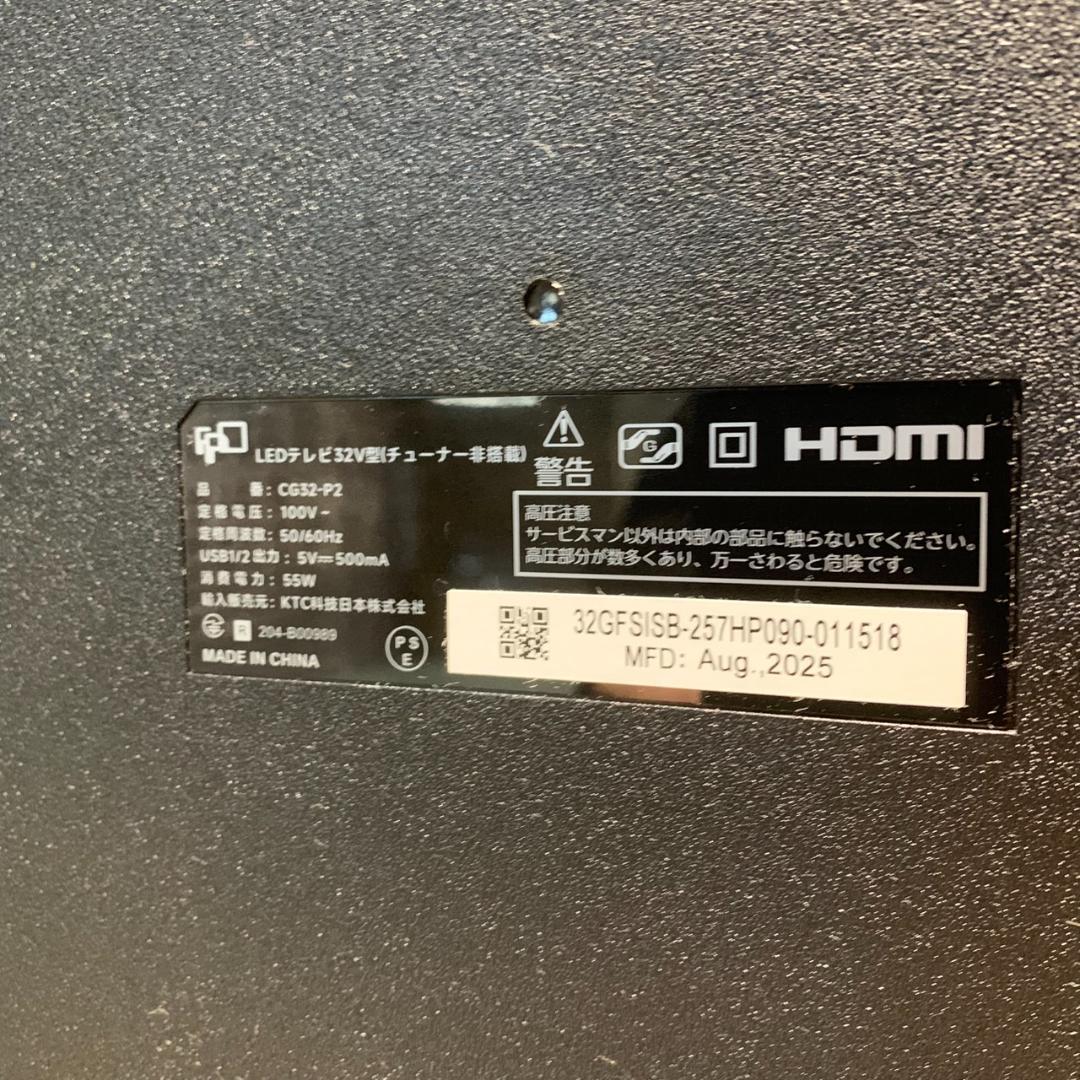 LEDテレビ32V型(チューナー非搭載)
品 番: CG32-P2
定格電圧: 100V~
定格周波数: 50/60Hz
USB1/2 出力: 5V⎓500mA
消費電力: 55W
輸入販売元: KTC科技日本株式会社
R 204-B00989
MADE IN CHINA
PS
E
警告
G
HDMI
高圧注意
サービスマン以外は内部の部品に触らないでください。
高圧部分が数多くあり、万一さわると危険です。
32GFSISB-257HP090-011518
MFD: Aug.,2025